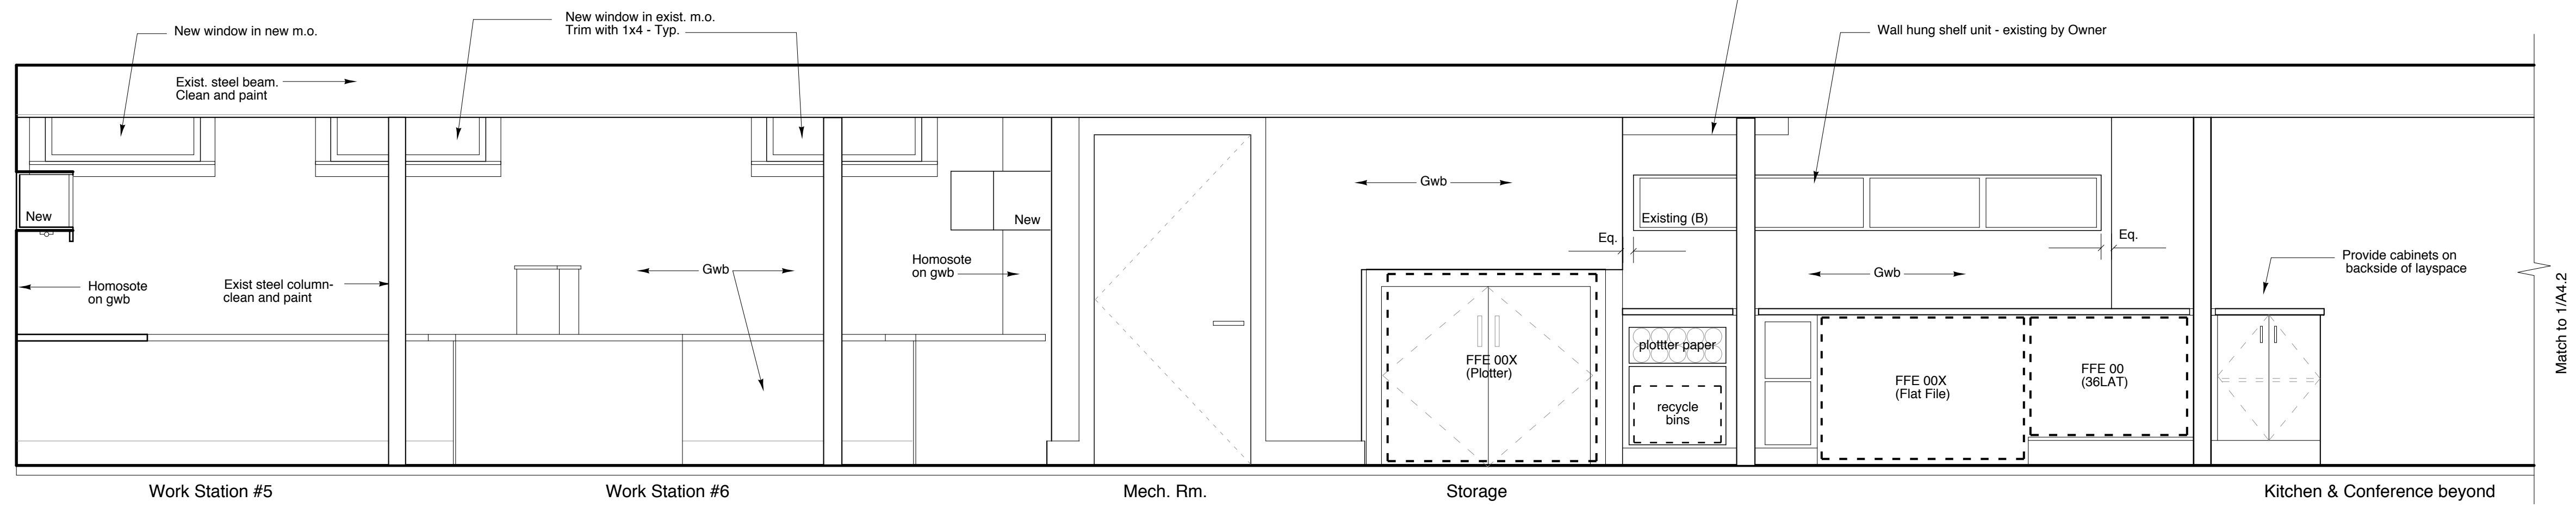 New window in new m.o.
New window in exist. m.o.
Trim with 1x4 - Typ.
Wall hung shelf unit - existing by Owner
Exist. steel beam.
Clean and paint
New
Homosote
on gwb
Exist steel column-
clean and paint
Gwb
Homosote
on gwb
New
Gwb
Eq.
Existing (B)
Eq.
Gwb
Provide cabinets on
backside of layspace
FFE 00X
(Plotter)
plottter paper
recycle
bins
FFE 00X
(Flat File)
FFE 00
(36LAT)
Match to 1/A4.2
Work Station #5
Work Station #6
Mech. Rm.
Storage
Kitchen & Conference beyond